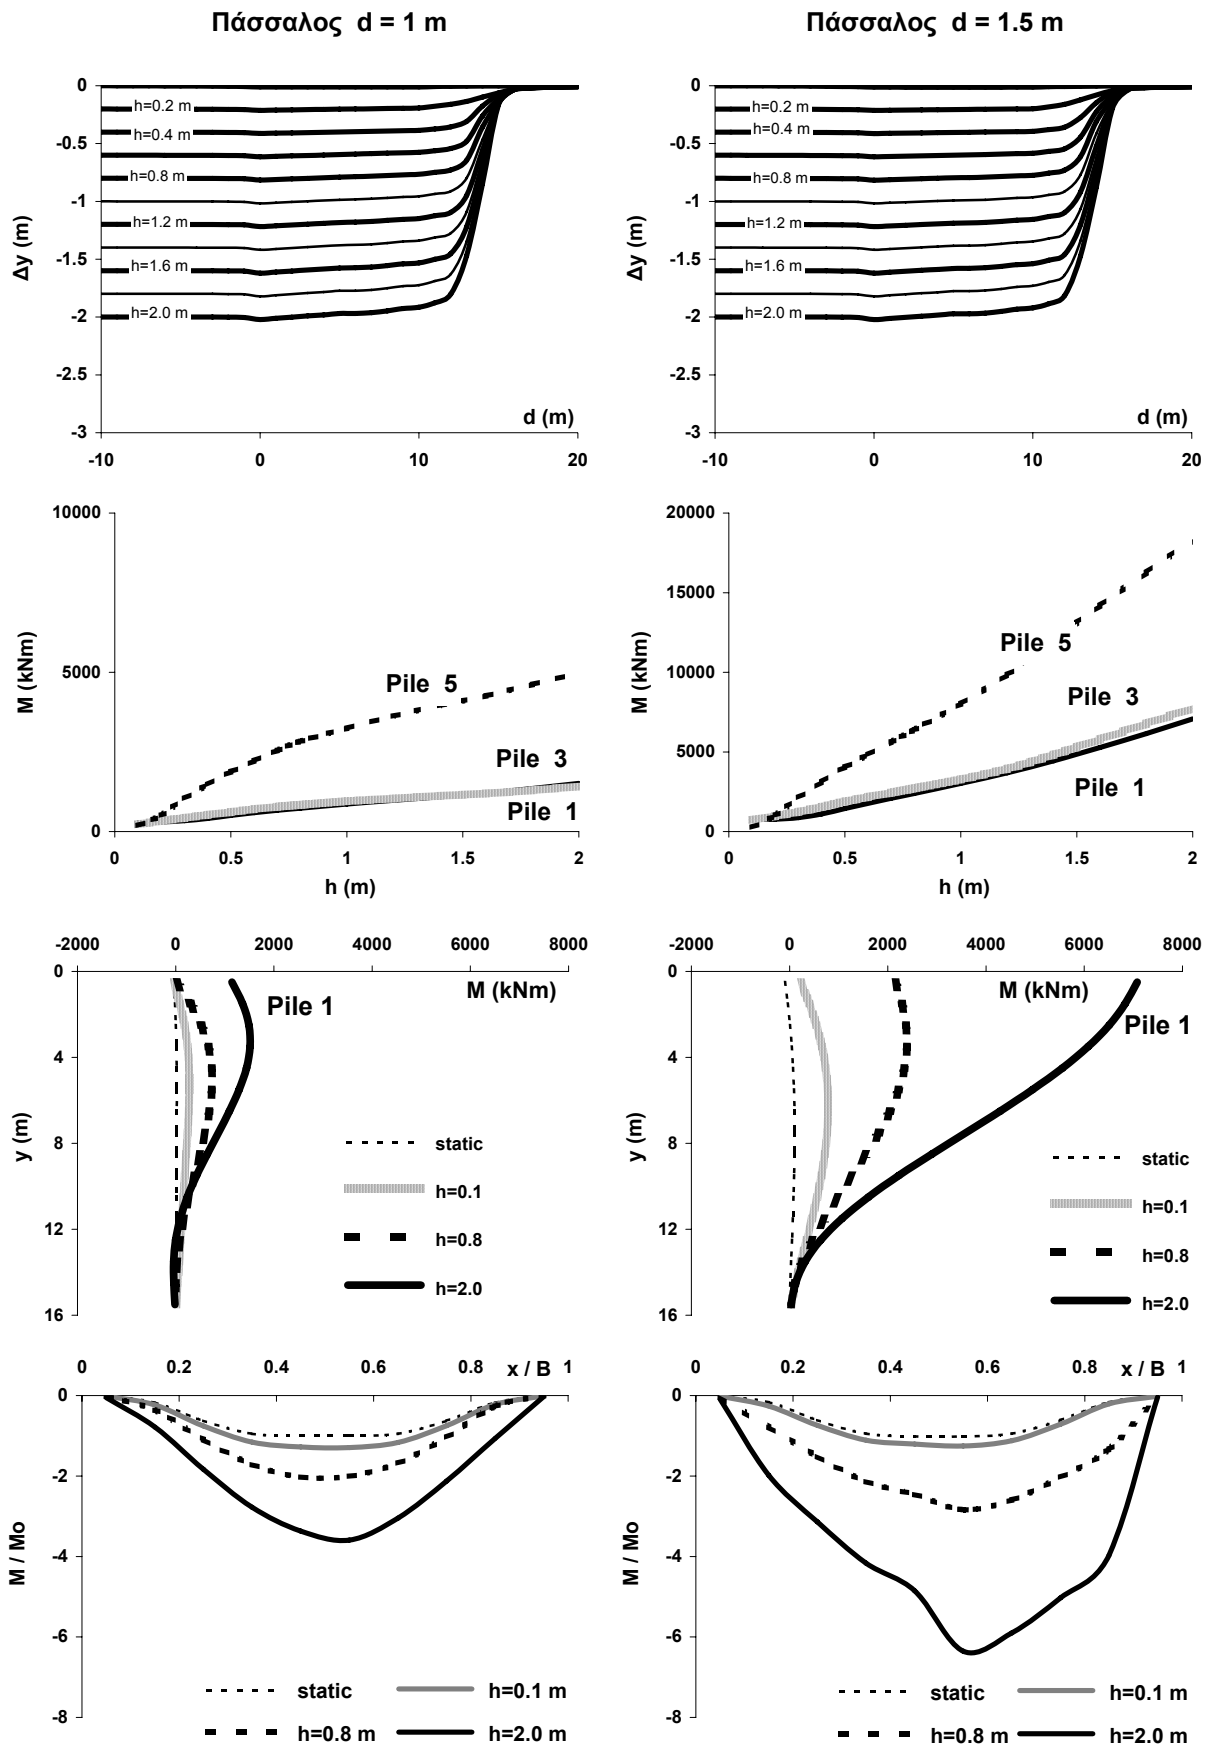 Πάσσαλος d = 1 m
Πάσσαλος d = 1.5 m
0
-0.5
-1
-1.5
-2
-2.5
-3
Δy (m)
h=0.2 m
h=0.4 m
h=0.8 m
h=1.2 m
h=1.6 m
h=2.0 m
d (m)
-10
0
10
20
0
-0.5
-1
-1.5
-2
-2.5
-3
Δy (m)
h=0.2 m
h=0.4 m
h=0.8 m
h=1.2 m
h=1.6 m
h=2.0 m
d (m)
-10
0
10
20
10000
5000
0
M (kNm)
Pile 5
Pile 3
Pile 1
0
0.5
1
1.5
2
h (m)
20000
15000
10000
5000
0
M (kNm)
Pile 5
Pile 3
Pile 1
0
0.5
1
1.5
2
h (m)
-2000
0
2000
4000
6000
8000
M (kNm)
Pile 1
0
4
8
12
16
y (m)
static
h=0.1
h=0.8
h=2.0
-2000
0
2000
4000
6000
8000
M (kNm)
Pile 1
0
4
8
12
16
y (m)
static
h=0.1
h=0.8
h=2.0
0
0.2
0.4
0.6
0.8
1
x / B
0
-2
-4
-6
-8
M / Mo
static
h=0.1 m
h=0.8 m
h=2.0 m
0
0.2
0.4
0.6
0.8
1
x / B
0
-2
-4
-6
-8
M / Mo
static
h=0.1 m
h=0.8 m
h=2.0 m